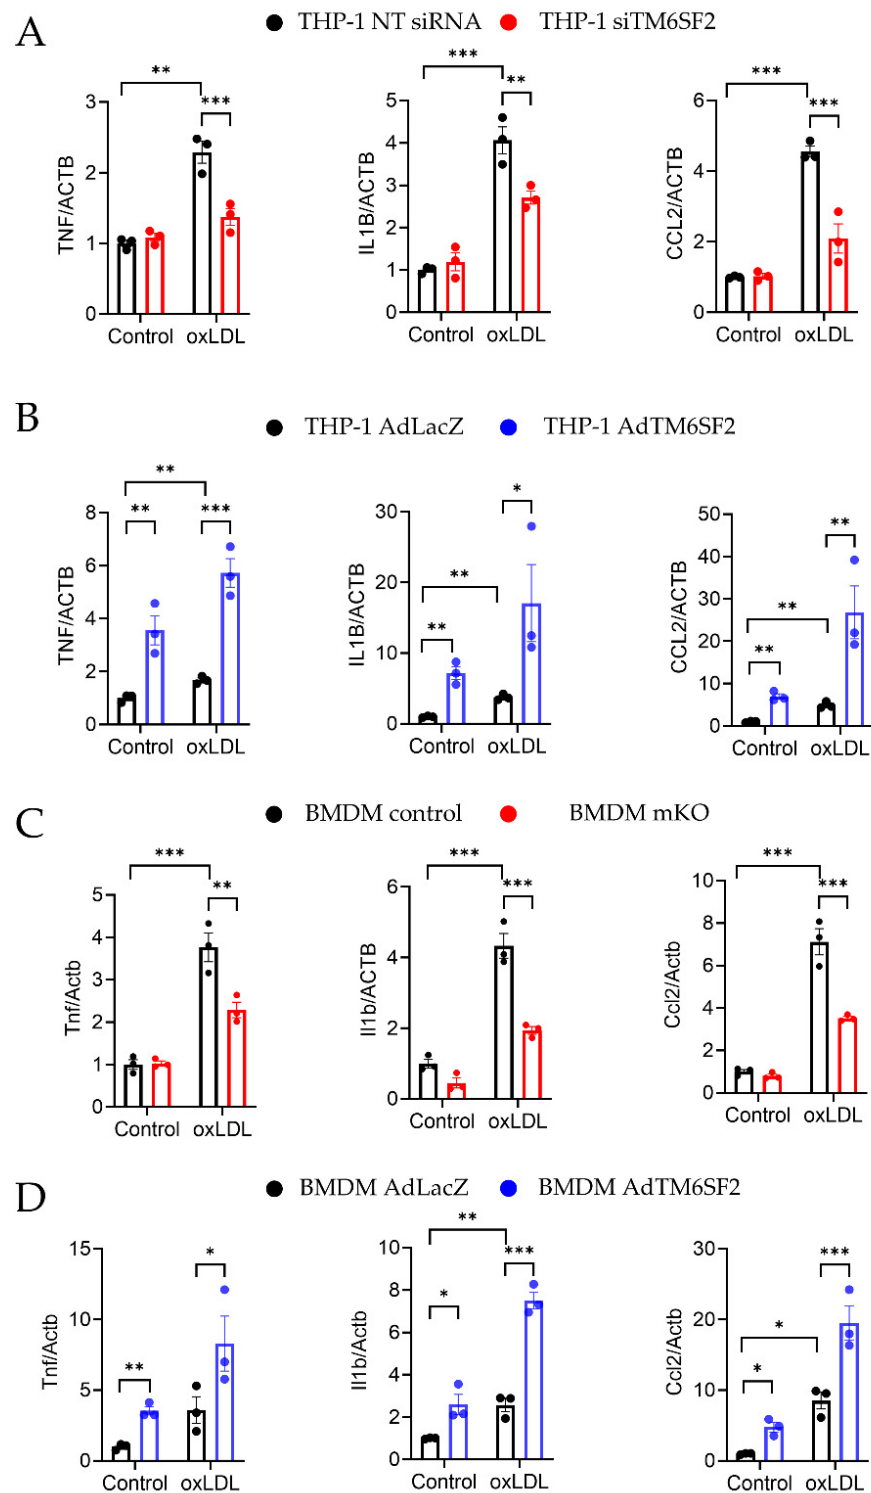 A
THP-1 NT siRNA THP-1 siTM6SF2
** ***
TNF/ACTB
3
2
1
0
Control oxLDL
*** **
IL1B/ACTB
5
4
3
2
1
0
Control oxLDL
*** ***
CCL2/ACTB
6
4
2
0
Control oxLDL
B
THP-1 AdLacZ THP-1 AdTM6SF2
**
** ***
TNF/ACTB
8
6
4
2
0
Control oxLDL
*
**
**
IL1B/ACTB
30
20
10
0
Control oxLDL
**
**
**
CCL2/ACTB
50
40
30
20
10
0
Control oxLDL
C
BMDM control BMDM mKO
***
**
Tnf/Actb
5
4
3
2
1
0
Control oxLDL
***
***
Il1b/ACTB
6
4
2
0
Control oxLDL
***
***
Ccl2/Actb
10
8
6
4
2
0
Control oxLDL
D
BMDM AdLacZ BMDM AdTM6SF2
*
**
Tnf/Actb
15
10
5
0
Control oxLDL
**
***
*
Il1b/Actb
10
8
6
4
2
0
Control oxLDL
***
*
*
Ccl2/Actb
30
20
10
0
Control oxLDL